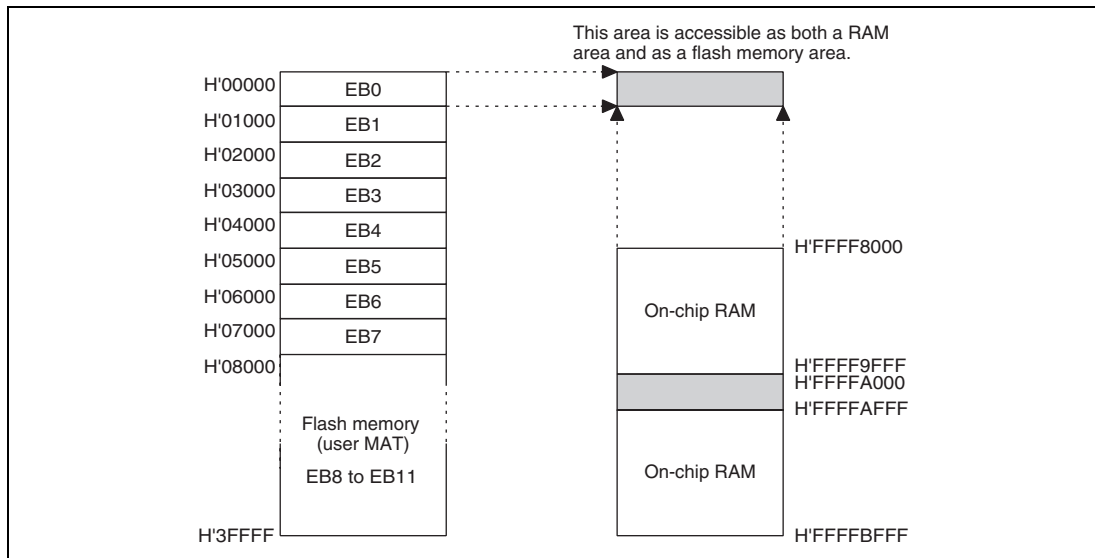 This area is accessible as both a RAM
area and as a flash memory area.
H'00000
EB0
H'01000
EB1
H'02000
EB2
H'03000
EB3
H'04000
EB4
H'05000
EB5
H'06000
EB6
H'07000
EB7
H'08000
Flash memory
(user MAT)
EB8 to EB11
H'3FFFF
H'FFFF8000
On-chip RAM
H'FFFF9FFF
H'FFFFA000
H'FFFFAFFF
On-chip RAM
H'FFFFBFFF